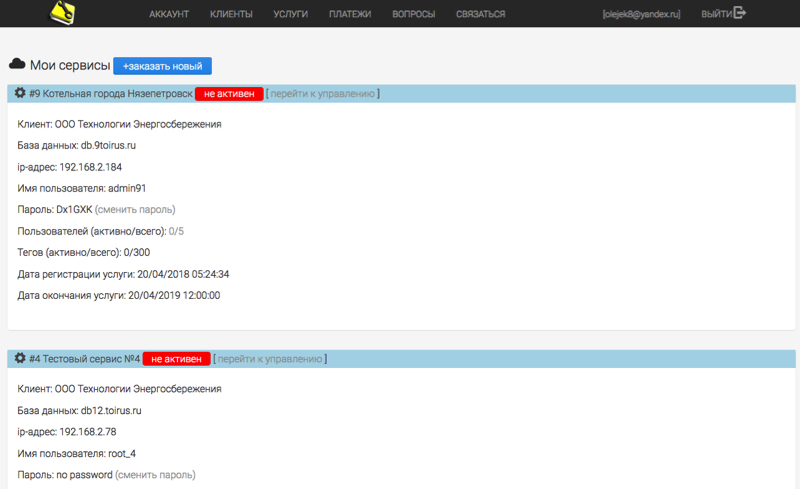 АККАУНТ КЛИЕНТЫ УСЛУГИ ПЛАТЕЖИ ВОПРОСЫ СВЯЗАТЬСЯ [olejek8@yandex.ru] ВЫЙТИ
Мои сервисы +заказать новый
#9 Котельная города Нязепетровск не активен [ перейти к управлению ]
Клиент: ООО Технологии Энергосбережения
База данных: db.9toirus.ru
ip-адрес: 192.168.2.184
Имя пользователя: admin91
Пароль: Dx1GXK (сменить пароль)
Пользователей (активно/всего): 0/5
Тегов (активно/всего): 0/300
Дата регистрации услуги: 20/04/2018 05:24:34
Дата окончания услуги: 20/04/2019 12:00:00
#4 Тестовый сервис №4 не активен [ перейти к управлению ]
Клиент: ООО Технологии Энергосбережения
База данных: db12.toirus.ru
ip-адрес: 192.168.2.78
Имя пользователя: root_4
Пароль: no password (сменить пароль)